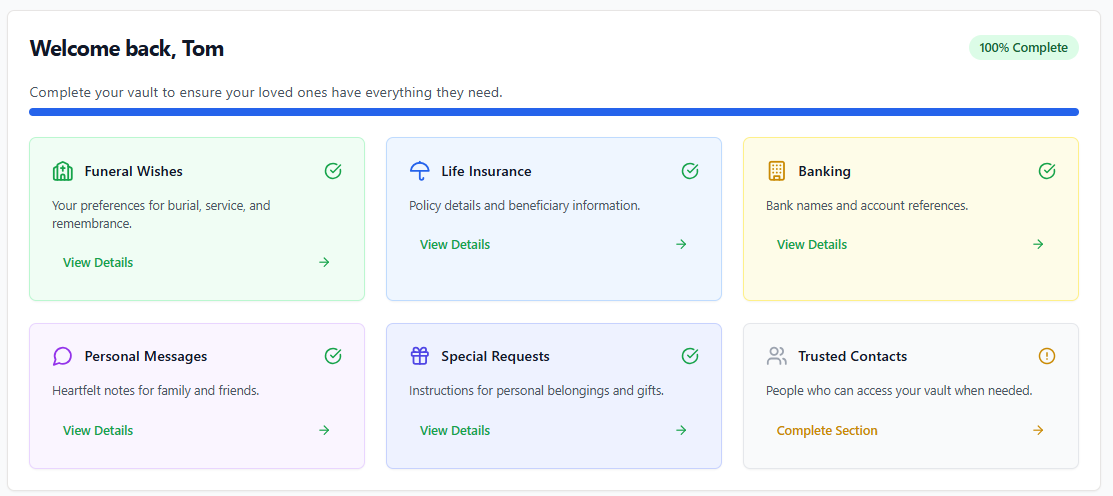 Welcome back, Tom
100% Complete
Complete your vault to ensure your loved ones have everything they need.
Funeral Wishes
Your preferences for burial, service, and
remembrance.
View Details
Life Insurance
Policy details and beneficiary information.
View Details
Banking
Bank names and account references.
View Details
Personal Messages
Heartfelt notes for family and friends.
View Details
Special Requests
Instructions for personal belongings and gifts.
View Details
Trusted Contacts
People who can access your vault when needed.
Complete Section